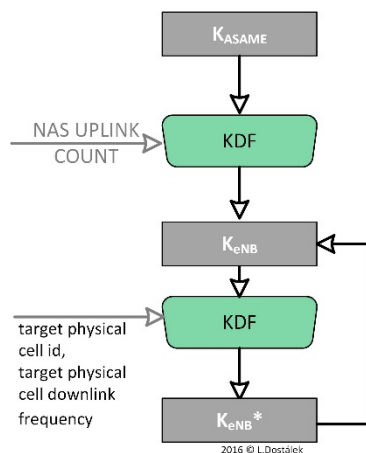 KASAME
NAS UPLINK
COUNT
KDF
KeNB
KDF
target physical
cell id,
target physical
cell downlink
frequency
KeNB*
2016 © L.Dostálek